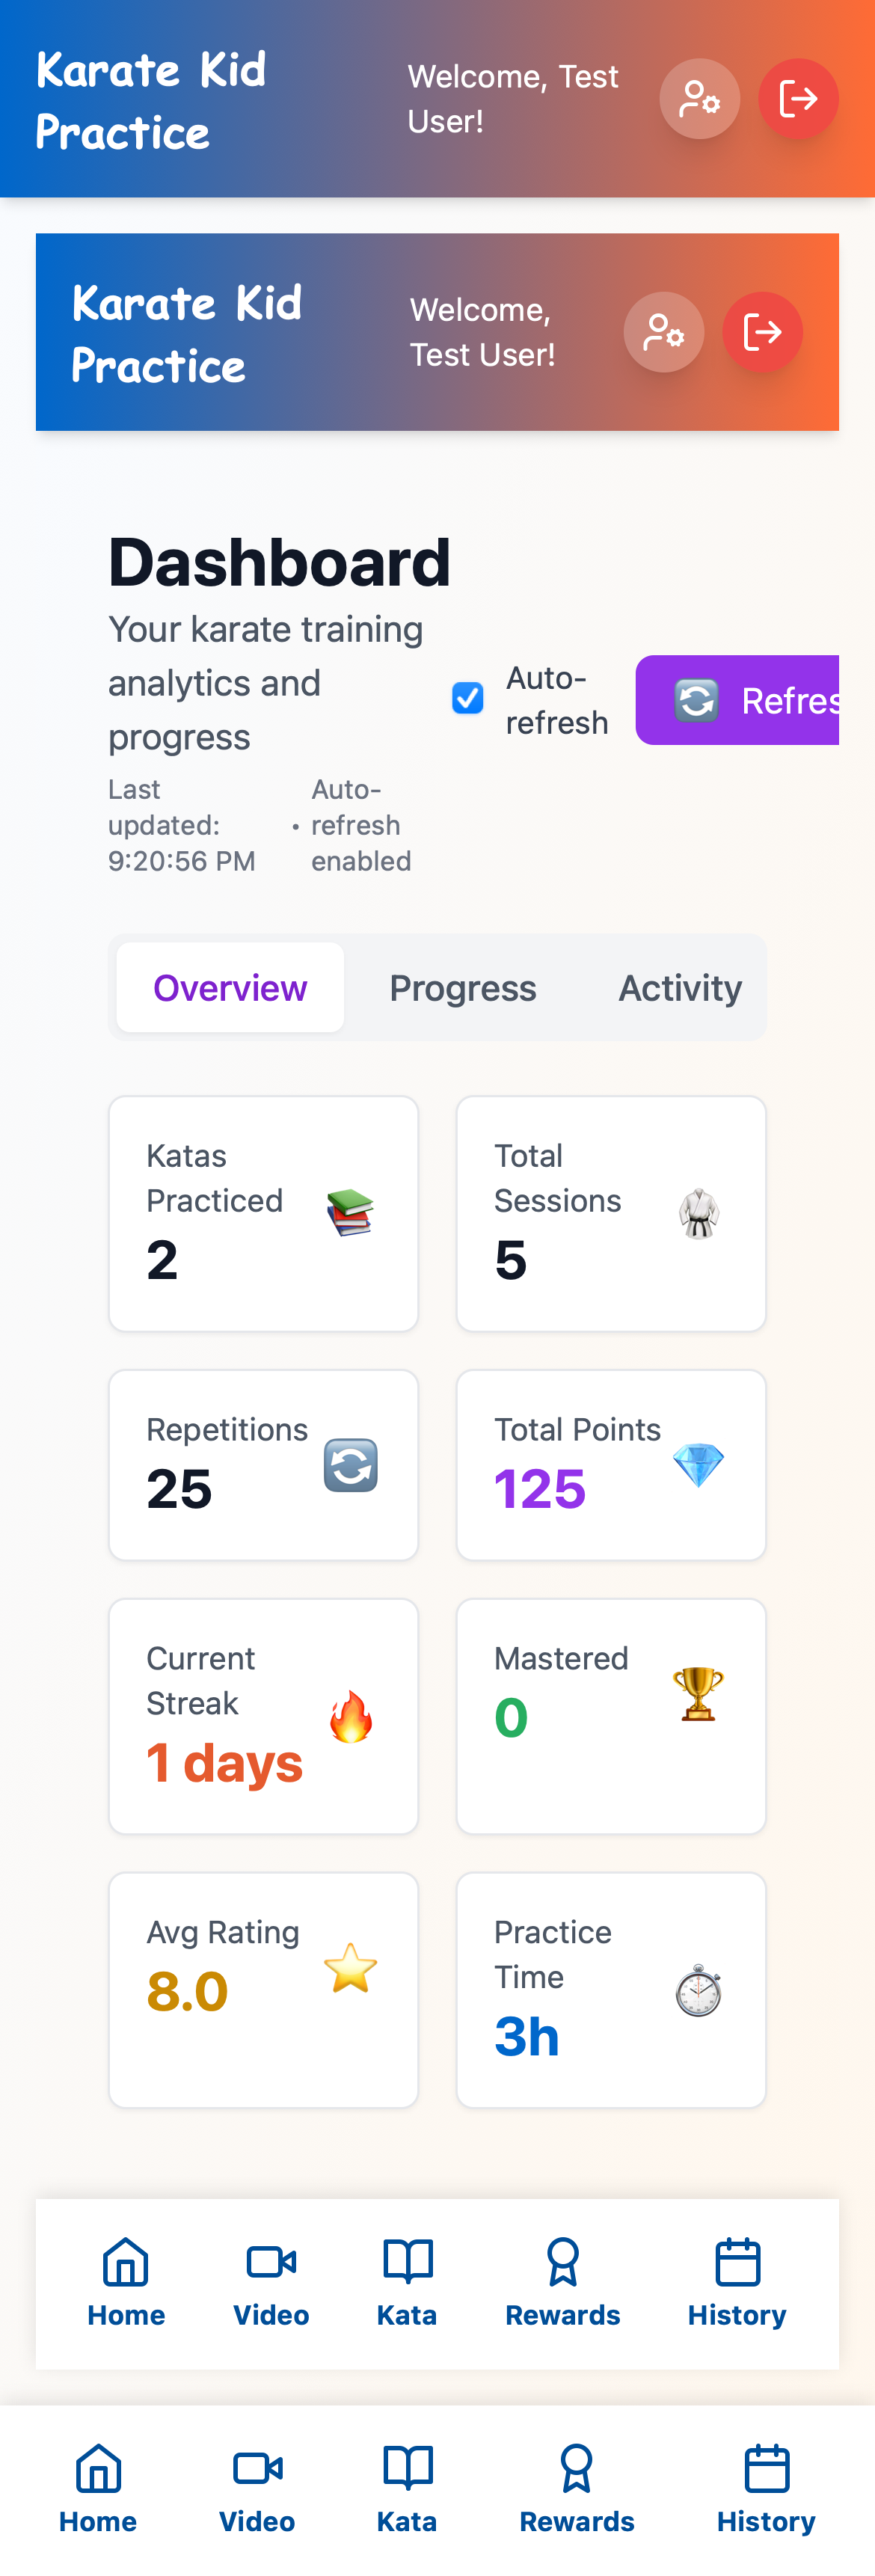 Karate Kid
Practice
Welcome, Test
User!
Karate Kid
Practice
Welcome,
Test User!
Dashboard
Your karate training
analytics and
progress
Last
updated:
9:20:56 PM
•
Auto-
refresh
enabled
Auto-
refresh
Refres
Overview
Progress
Activity
Katas
Practiced
2
Total
Sessions
5
Repetitions
25
Total Points
125
Current
Streak
1 days
Mastered
0
Avg Rating
8.0
Practice
Time
3h
Home
Video
Kata
Rewards
History
Home
Video
Kata
Rewards
History